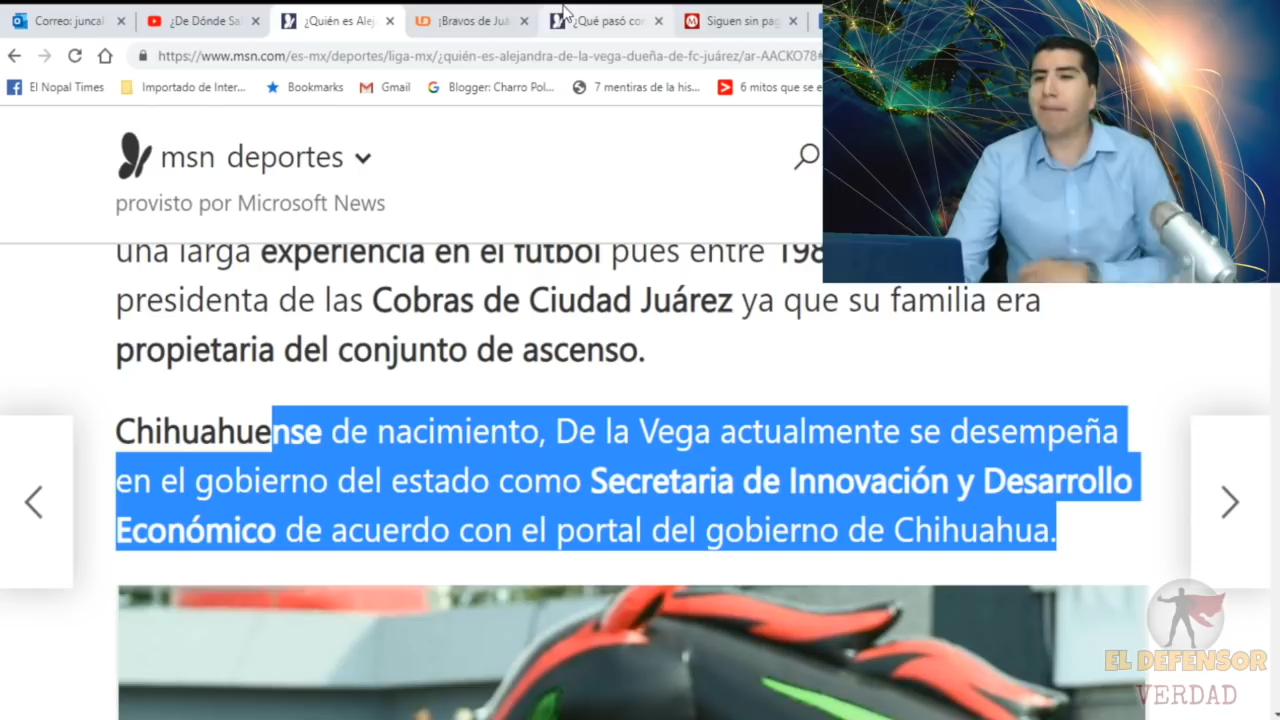 Correo: juncal
¿De Dónde Sa
¿Quién es Alej
¡Bravos de Juá
¿Qué pasó co
Siguen sin pag
https://www.msn.com/es-mx/deportes/liga-mx/¿quién-es-alejandra-de-la-vega-dueña-de-fc-juárez/ar-AACKO78#
El Nopal Times
Importado de Inter...
Bookmarks
Gmail
Blogger: Charro Pol...
7 mentiras de la his...
6 mitos que se e
msn deportes
provisto por Microsoft News
una larga experiencia en el futbol pues entre 198
presidenta de las Cobras de Ciudad Juárez ya que su familia era
propietaria del conjunto de ascenso.
Chihuahuense de nacimiento, De la Vega actualmente se desempeña
en el gobierno del estado como Secretaria de Innovación y Desarrollo
Económico de acuerdo con el portal del gobierno de Chihuahua.
EL DEFENSOR
VERDAD